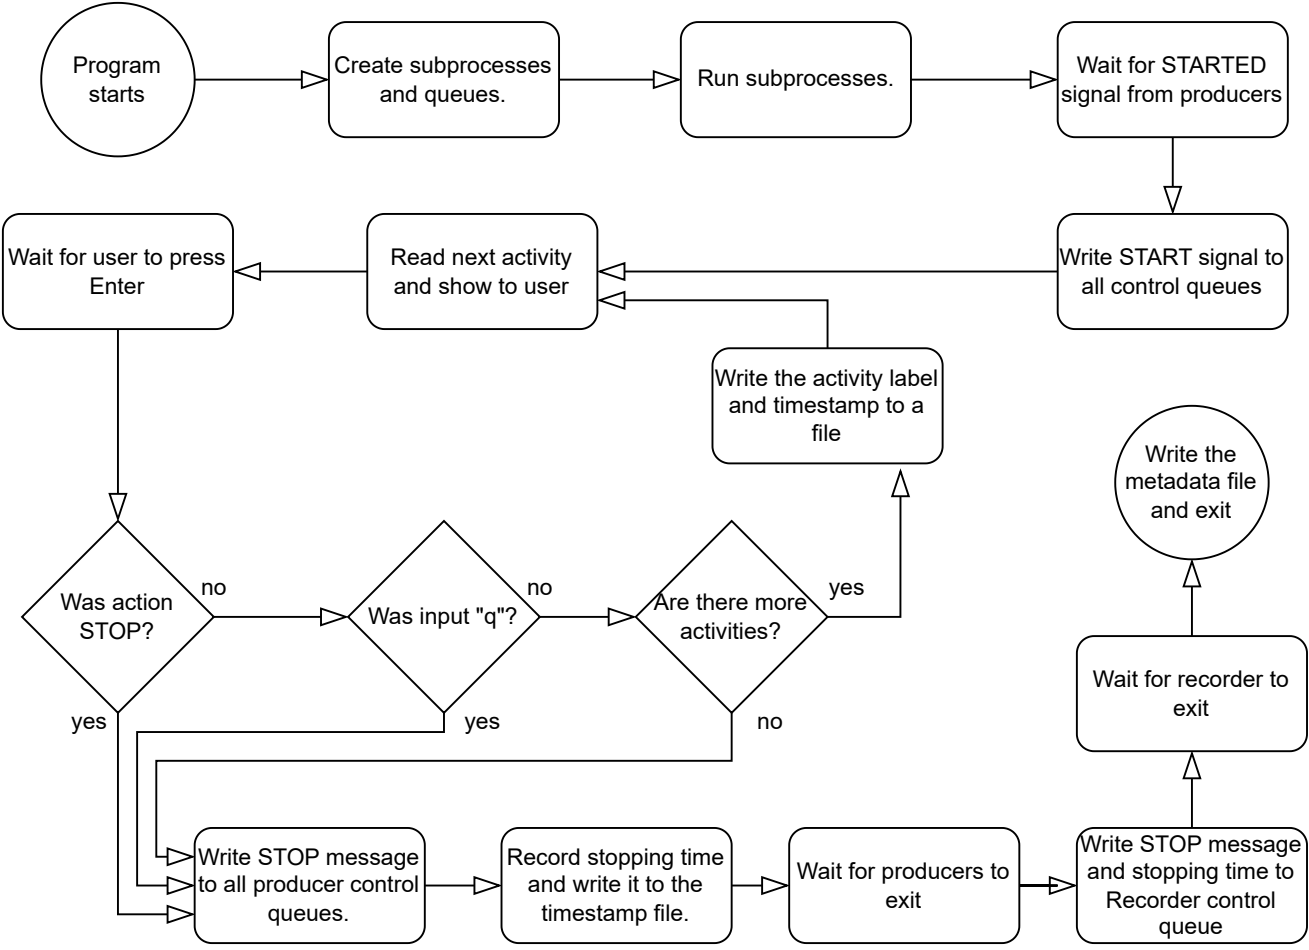 Program
starts
Create subprocesses
and queues.
Run subprocesses.
Wait for STARTED
signal from producers
Wait for user to press
Enter
Read next activity
and show to user
Write START signal to
all control queues
Write the activity label
and timestamp to a
file
Write the
metadata file
and exit
Was action
STOP?
no
Was input "q"?
no
Are there more
activities?
yes
Wait for recorder to
exit
yes
yes
no
Write STOP message
to all producer control
queues.
Record stopping time
and write it to the
timestamp file.
Wait for producers to
exit
Write STOP message
and stopping time to
Recorder control
queue